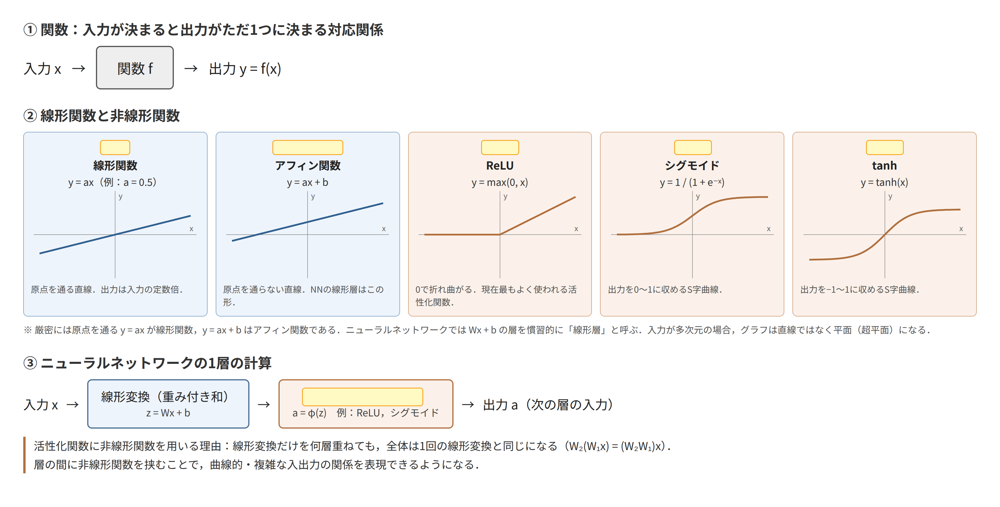 ① 関数：入力が決まると出力がただ1つに決まる対応関係
入力 x → 関数 f → 出力 y = f(x)
② 線形関数と非線形関数
線形関数
y = ax（例：a = 0.5）
y
x
原点を通る直線．出力は入力の定数倍．
アフィン関数
y = ax + b
y
x
原点を通らない直線．NNの線形層はこの
形．
ReLU
y = max(0, x)
y
x
0で折れ曲がる．現在最もよく使われる活
性化関数．
シグモイド
y = 1 / (1 + e⁻ˣ)
y
x
出力を0〜1に収めるS字曲線．
tanh
y = tanh(x)
y
x
出力を−1〜1に収めるS字曲線．
※ 厳密には原点を通る y = ax が線形関数，y = ax + b はアフィン関数である．ニューラルネットワークでは Wx + b の層を慣習的に「線形層」と呼ぶ．入力が多次元の場合，グラフは直線ではなく平面（超平面）になる．
③ ニューラルネットワークの1層の計算
入力 x →
線形変換（重み付き和）
z = Wx + b
→
a = φ(z)　例：ReLU，シグモイド
→ 出力 a（次の層の入力）
活性化関数に非線形関数を用いる理由：線形変換だけを何層重ねても，全体は1回の線形変換と同じになる（W₂(W₁x) = (W₂W₁)x）．
層の間に非線形関数を挟むことで，曲線的・複雑な入出力の関係を表現できるようになる．